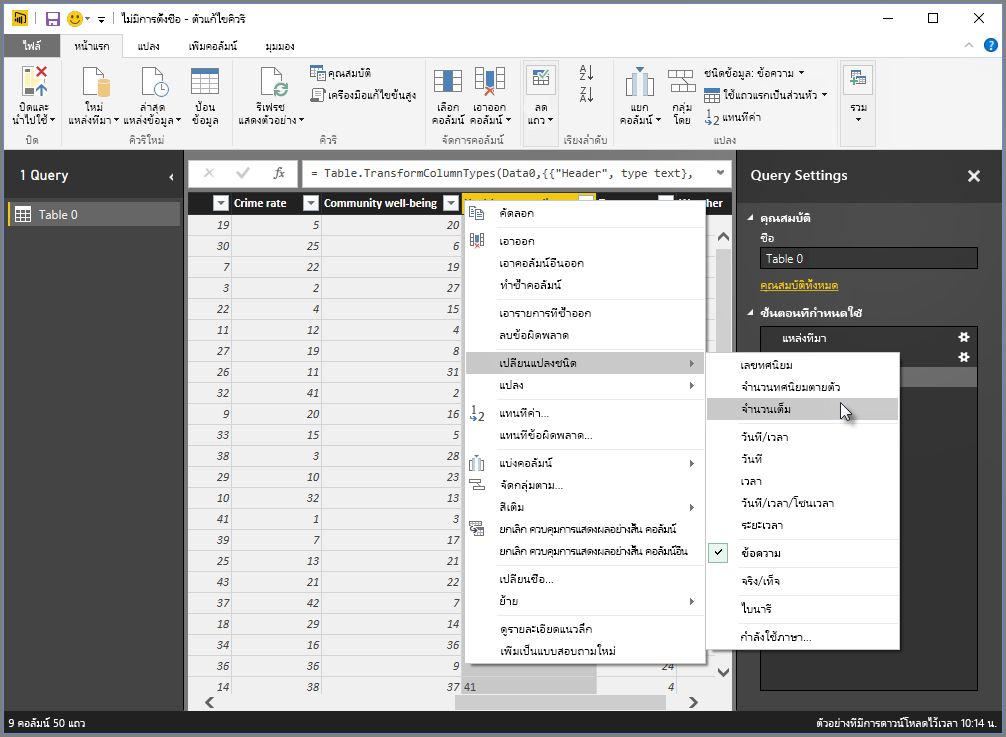 ไม่มีการตั้งชื่อ - ตัวแก้ไขคิวรี
ไฟล์
หน้าแรก
แปลง
เพิ่มคอลัมน์
มุมมอง
ปิดและ
นำไปใช้
ใหม่
แหล่งที่มา
ล่าสุด
แหล่งข้อมูล
ป้อน
ข้อมูล
รีเฟรช
แสดงตัวอย่าง
คุณสมบัติ
เครื่องมือแก้ไขขั้นสูง
เลือก
คอลัมน์
เอาออก
คอลัมน์
ลด
แถว
แยก
คอลัมน์
กลุ่ม
โดย
ชนิดข้อมูล: ข้อความ
ใช้แถวแรกเป็นส่วนหัว
แทนที่ค่า
รวม
ปิด
คิวรีใหม่
คิวรี
จัดการคอลัมน์
เรียงลำดับ
แปลง
1 Query
Table 0
fx
= Table.TransformColumnTypes(Data0,{{"Header", type text},
Crime rate
Community well-being
19 5 20
30 25 6
7 22 19
3 2 27
22 4 15
11 12 4
27 19 8
26 11 31
32 41 2
9 20 16
33 15 5
38 3 28
29 10 23
10 32 13
41 1 3
39 7 17
25 13 21
43 21 22
37 42 7
18 29 14
34 16 36
36 36 9 24
14 38 37 41 4
คัดลอก
เอาออก
เอาคอลัมน์อื่นออก
ทำซ้ำคอลัมน์
เอารายการที่ซ้ำออก
ลบข้อผิดพลาด
เปลี่ยนแปลงชนิด
แปลง
แทนที่ค่า...
แทนที่ข้อผิดพลาด...
แบ่งคอลัมน์
จัดกลุ่มตาม...
สีเติม
ยกเลิก ควบคุมการแสดงผลอย่างสั้น คอลัมน์
ยกเลิก ควบคุมการแสดงผลอย่างสั้น คอลัมน์อื่น
เปลี่ยนชื่อ...
ย้าย
ดูรายละเอียดแนวลึก
เพิ่มเป็นแบบสอบถามใหม่
เลขทศนิยม
จำนวนทศนิยมตายตัว
จำนวนเต็ม
วันที่/เวลา
วันที่
เวลา
วันที่/เวลา/โซนเวลา
ระยะเวลา
ข้อความ
จริง/เท็จ
ไบนารี
กำลังใช้ภาษา...
Query Settings
คุณสมบัติ
ชื่อ
Table 0
คุณสมบัติทั้งหมด
ขั้นตอนที่กำหนดใช้
แหล่งที่มา
9 คอลัมน์ 50 แถว
ตัวอย่างที่มีการดาวน์โหลดไว้เวลา 10:14 น.